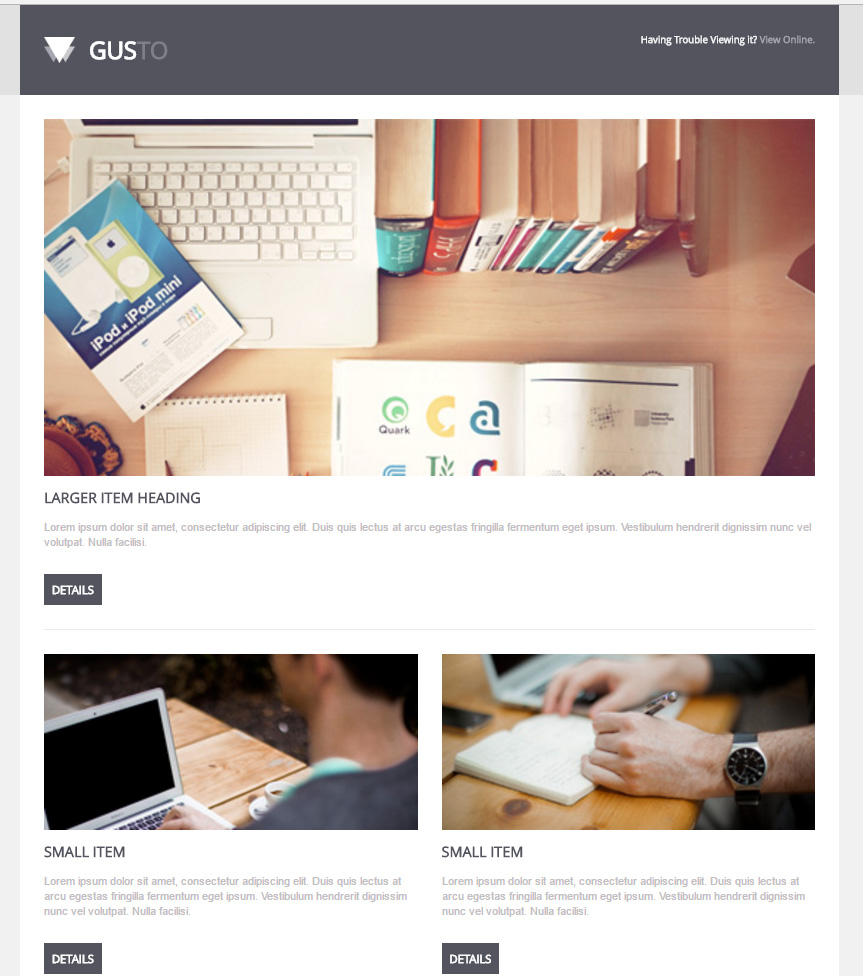 GUSTO
Having Trouble Viewing it? View Online.
iPod и iPod mini
Quark
LARGER ITEM HEADING
Lorem ipsum dolor sit amet, consectetur adipiscing elit. Duis quis lectus at arcu egestas fringilla fermentum eget ipsum. Vestibulum hendrerit dignissim nunc vel
volutpat. Nulla facilisi.
DETAILS
SMALL ITEM
Lorem ipsum dolor sit amet, consectetur adipiscing elit. Duis quis lectus at
arcu egestas fringilla fermentum eget ipsum. Vestibulum hendrerit dignissim
nunc vel volutpat. Nulla facilisi.
DETAILS
SMALL ITEM
Lorem ipsum dolor sit amet, consectetur adipiscing elit. Duis quis lectus at
arcu egestas fringilla fermentum eget ipsum. Vestibulum hendrerit dignissim
nunc vel volutpat. Nulla facilisi.
DETAILS